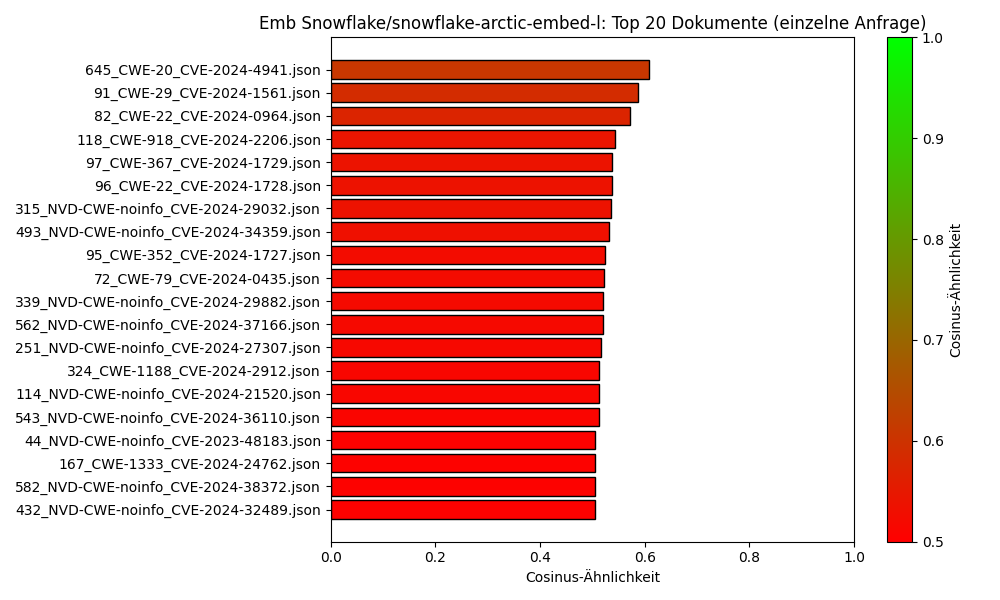 Emb Snowflake/snowflake-arctic-embed-l: Top 20 Dokumente (einzelne Anfrage)
645_CWE-20_CVE-2024-4941.json
91_CWE-29_CVE-2024-1561.json
82_CWE-22_CVE-2024-0964.json
118_CWE-918_CVE-2024-2206.json
97_CWE-367_CVE-2024-1729.json
96_CWE-22_CVE-2024-1728.json
315_NVD-CWE-noinfo_CVE-2024-29032.json
493_NVD-CWE-noinfo_CVE-2024-34359.json
95_CWE-352_CVE-2024-1727.json
72_CWE-79_CVE-2024-0435.json
339_NVD-CWE-noinfo_CVE-2024-29882.json
562_NVD-CWE-noinfo_CVE-2024-37166.json
251_NVD-CWE-noinfo_CVE-2024-27307.json
324_CWE-1188_CVE-2024-2912.json
114_NVD-CWE-noinfo_CVE-2024-21520.json
543_NVD-CWE-noinfo_CVE-2024-36110.json
44_NVD-CWE-noinfo_CVE-2023-48183.json
167_CWE-1333_CVE-2024-24762.json
582_NVD-CWE-noinfo_CVE-2024-38372.json
432_NVD-CWE-noinfo_CVE-2024-32489.json
0.0 0.2 0.4 0.6 0.8 1.0
Cosinus-Ähnlichkeit
1.0
0.9
0.8
0.7
0.6
0.5
Cosinus-Ähnlichkeit